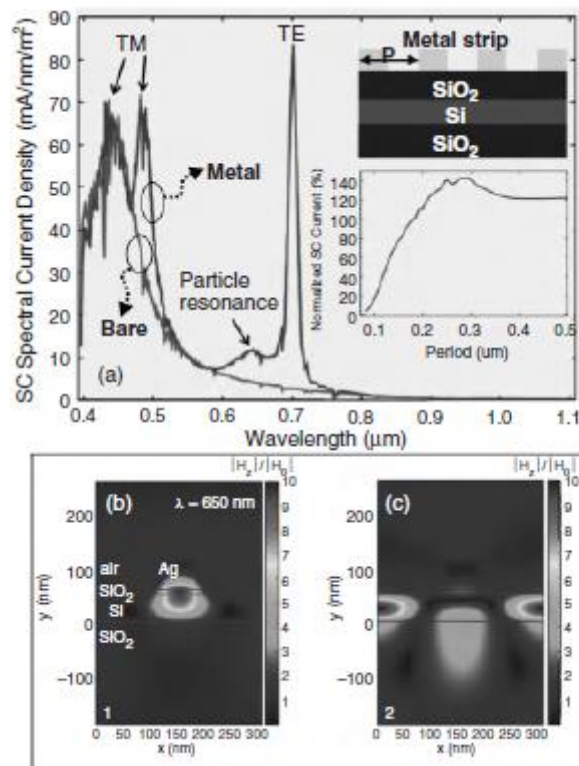 SC Spectral Current Density (mA/nm/m²)
90
80
70
60
50
40
30
20
10
0
TM
TE
Metal
Bare
Particle
resonance
(a)
0.4 0.5 0.6 0.7 0.8 0.9 1.0 1.1
Wavelength (μm)
Metal strip
P
SiO₂
Si
SiO₂
Normalized SC Current (%)
140
120
100
80
60
40
20
0
0.1 0.2 0.3 0.4 0.5
Period (um)
|Hz| / |H0|
(b) λ = 650 nm
y (nm)
200
100
0
−100
air
Ag
SIO₂
SI
SIO₂
1
0 50 100 150 200 250 300
x (nm)
10
9
8
7
6
5
4
3
2
1
|Hz| / |H0|
(c)
y (nm)
200
100
0
−100
2
0 50 100 150 200 250 300
x (nm)
10
9
8
7
6
5
4
3
2
1